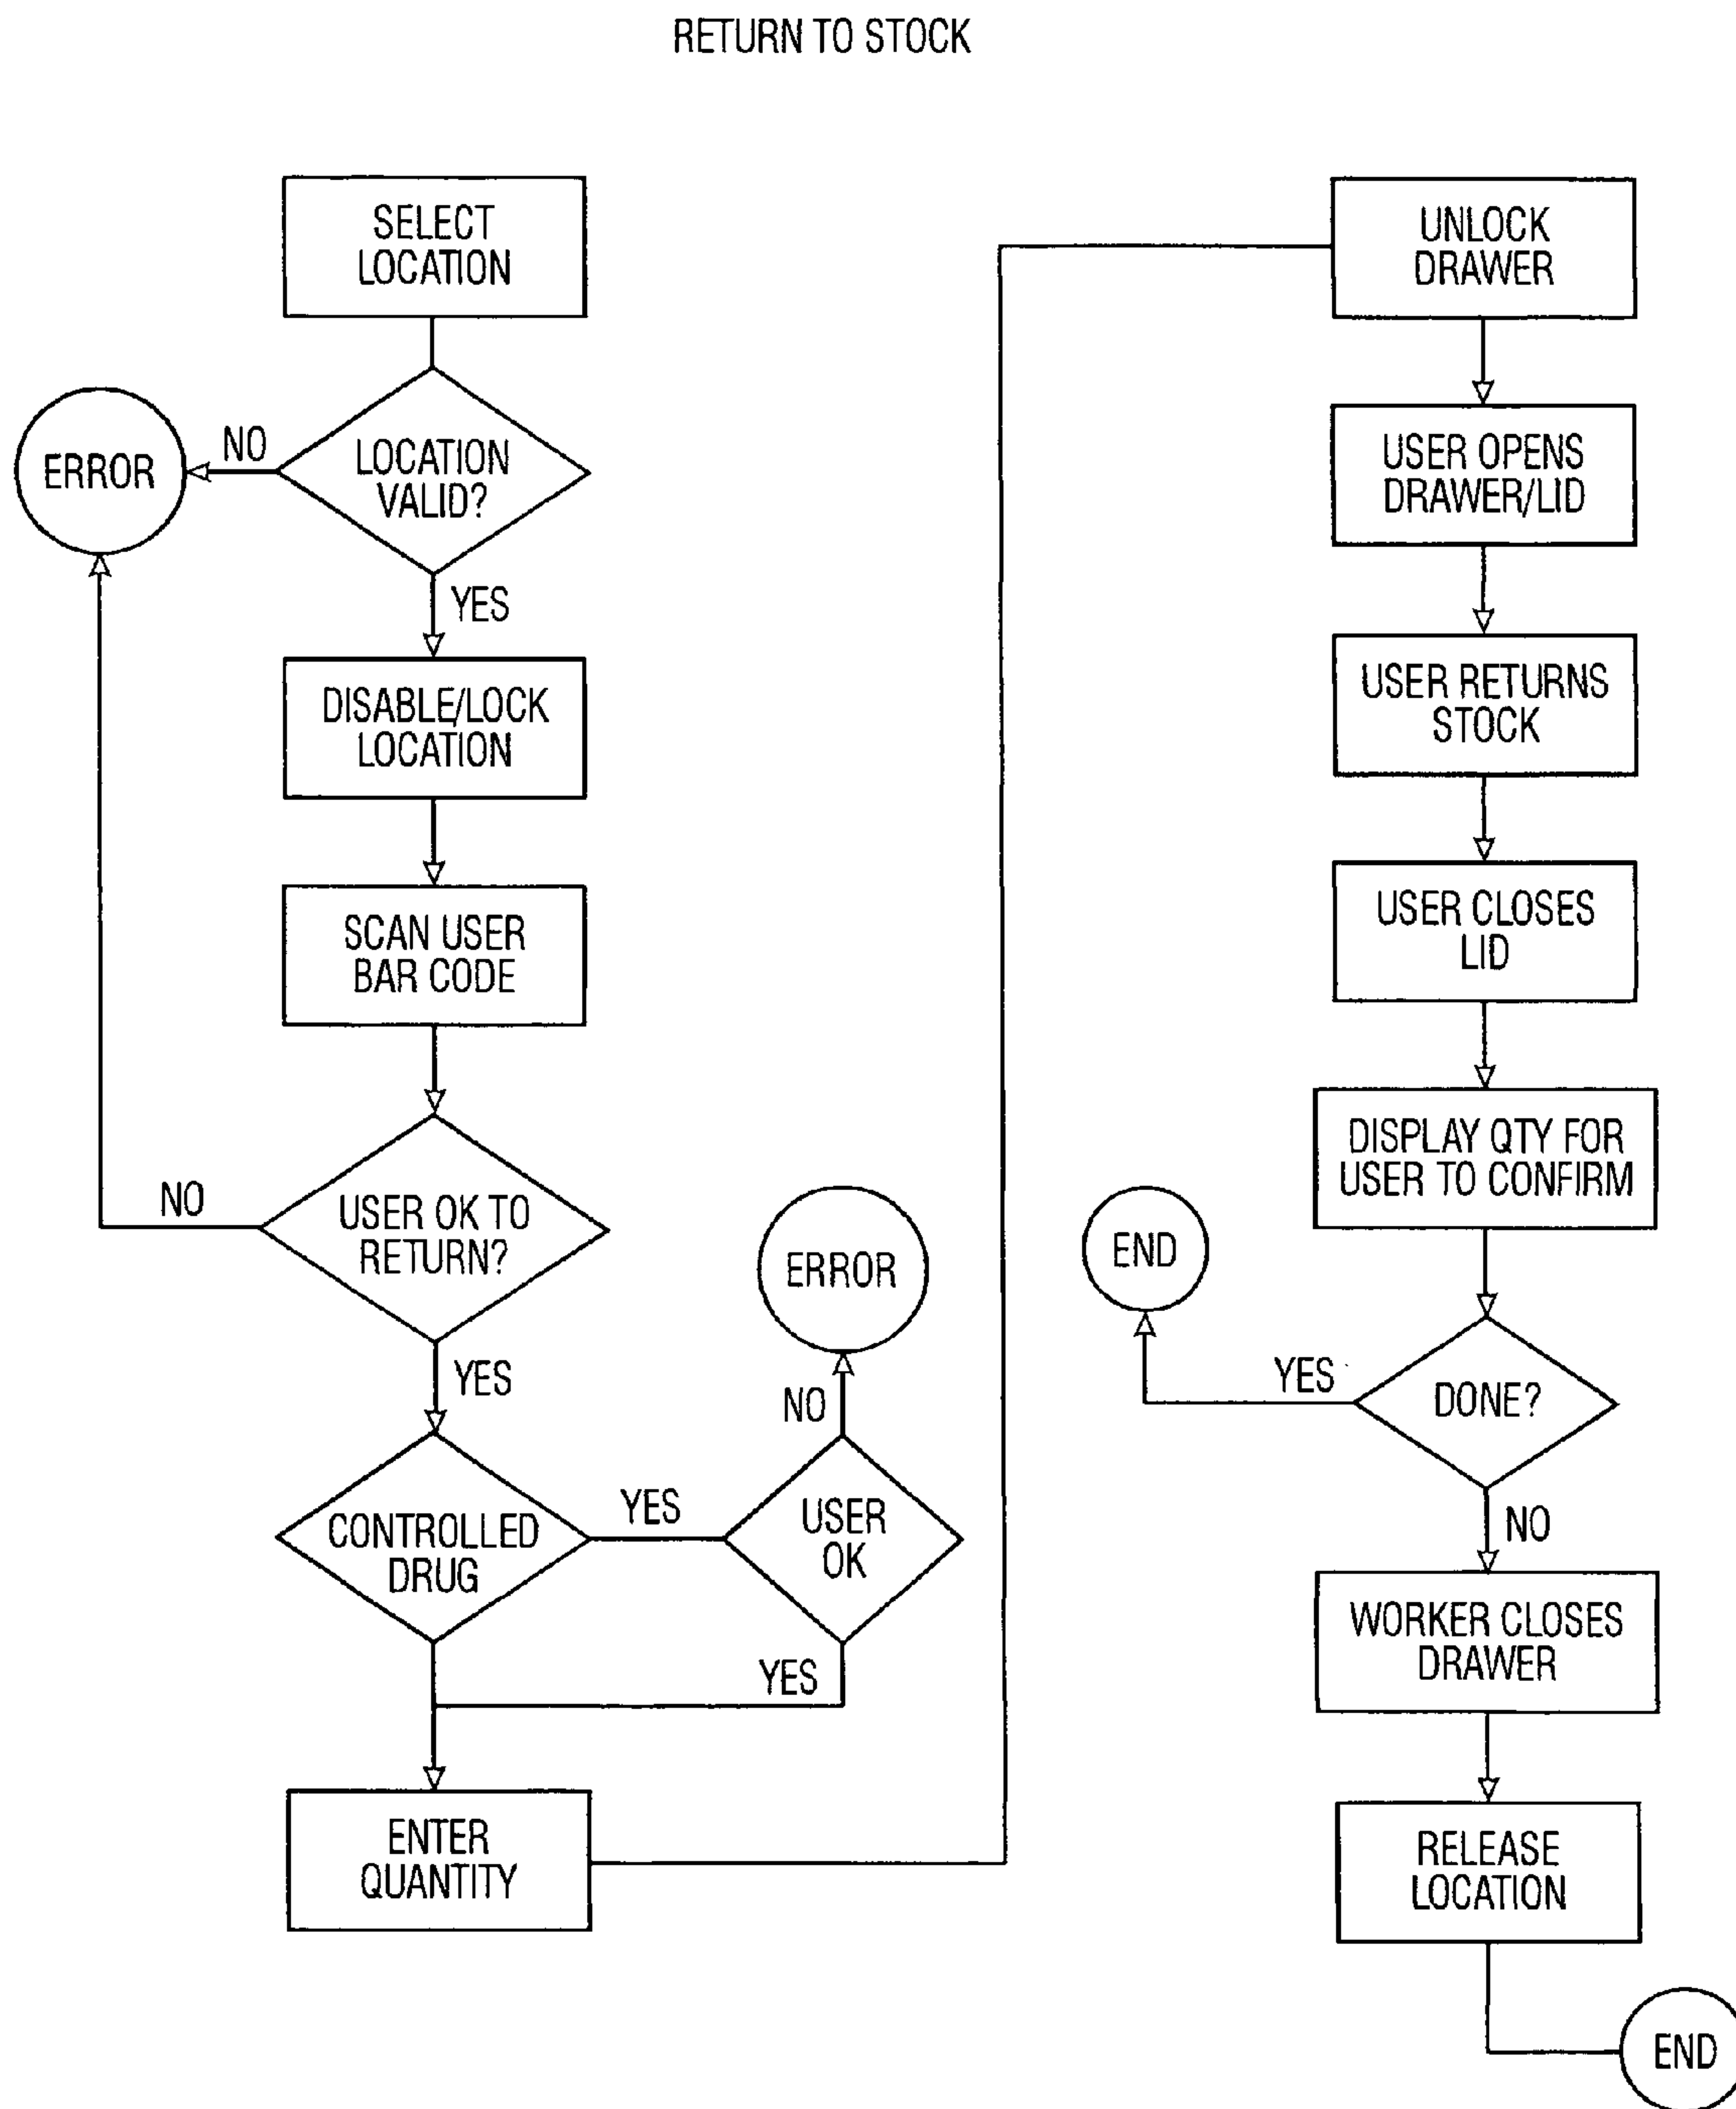 RETURN TO STOCK
SELECT
LOCATION
LOCATION
VALID?
NO
ERROR
YES
DISABLE/LOCK
LOCATION
SCAN USER
BAR CODE
USER OK TO
RETURN?
NO
YES
CONTROLLED
DRUG
YES
USER
OK
NO
ERROR
YES
ENTER
QUANTITY
UNLOCK
DRAWER
USER OPENS
DRAWER/LID
USER RETURNS
STOCK
USER CLOSES
LID
DISPLAY QTY FOR
USER TO CONFIRM
DONE?
YES
END
NO
WORKER CLOSES
DRAWER
RELEASE
LOCATION
END